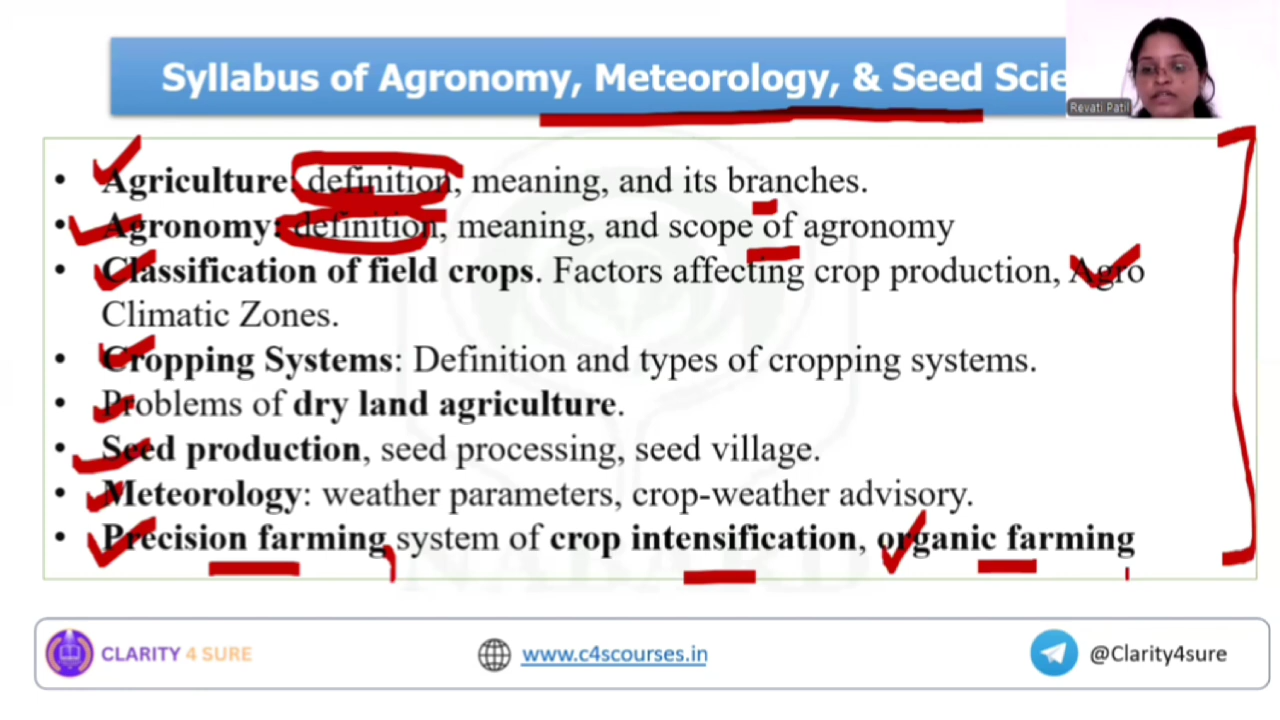 Syllabus of Agronomy, Meteorology, & Seed Scie
Revati Patil
• Agriculture: definition, meaning, and its branches.
• Agronomy: definition, meaning, and scope of agronomy
• Classification of field crops. Factors affecting crop production, Agro
Climatic Zones.
• Cropping Systems: Definition and types of cropping systems.
• Problems of dry land agriculture.
• Seed production, seed processing, seed village.
• Meteorology: weather parameters, crop-weather advisory.
• Precision farming, system of crop intensification, organic farming
NABARD
CLARITY 4 SURE
www.c4scourses.in
@Clarity4sure